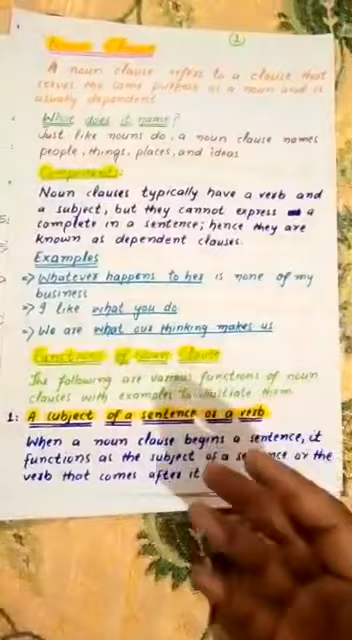 Noun Clause
1
A noun clause refers to a clause that
serves the same purpose as a noun and is
usually dependent
What does it name?
Just like nouns do, a noun clause names
people, things, places, and ideas
Components:
Noun clauses typically have a verb and
a subject, but they cannot express a
complete in a sentence; hence they are
known as dependent clauses.
Examples
=> Whatever happens to her is none of my
business
=> I like what you do
=> We are what our thinking makes us
Functions of noun Clause
The following are various functions of noun
clauses with examples to illustrate them
1: A subject of a sentence or a verb
When a noun clause begins a sentence, it
functions as the subject of a or the
verb that comes after it